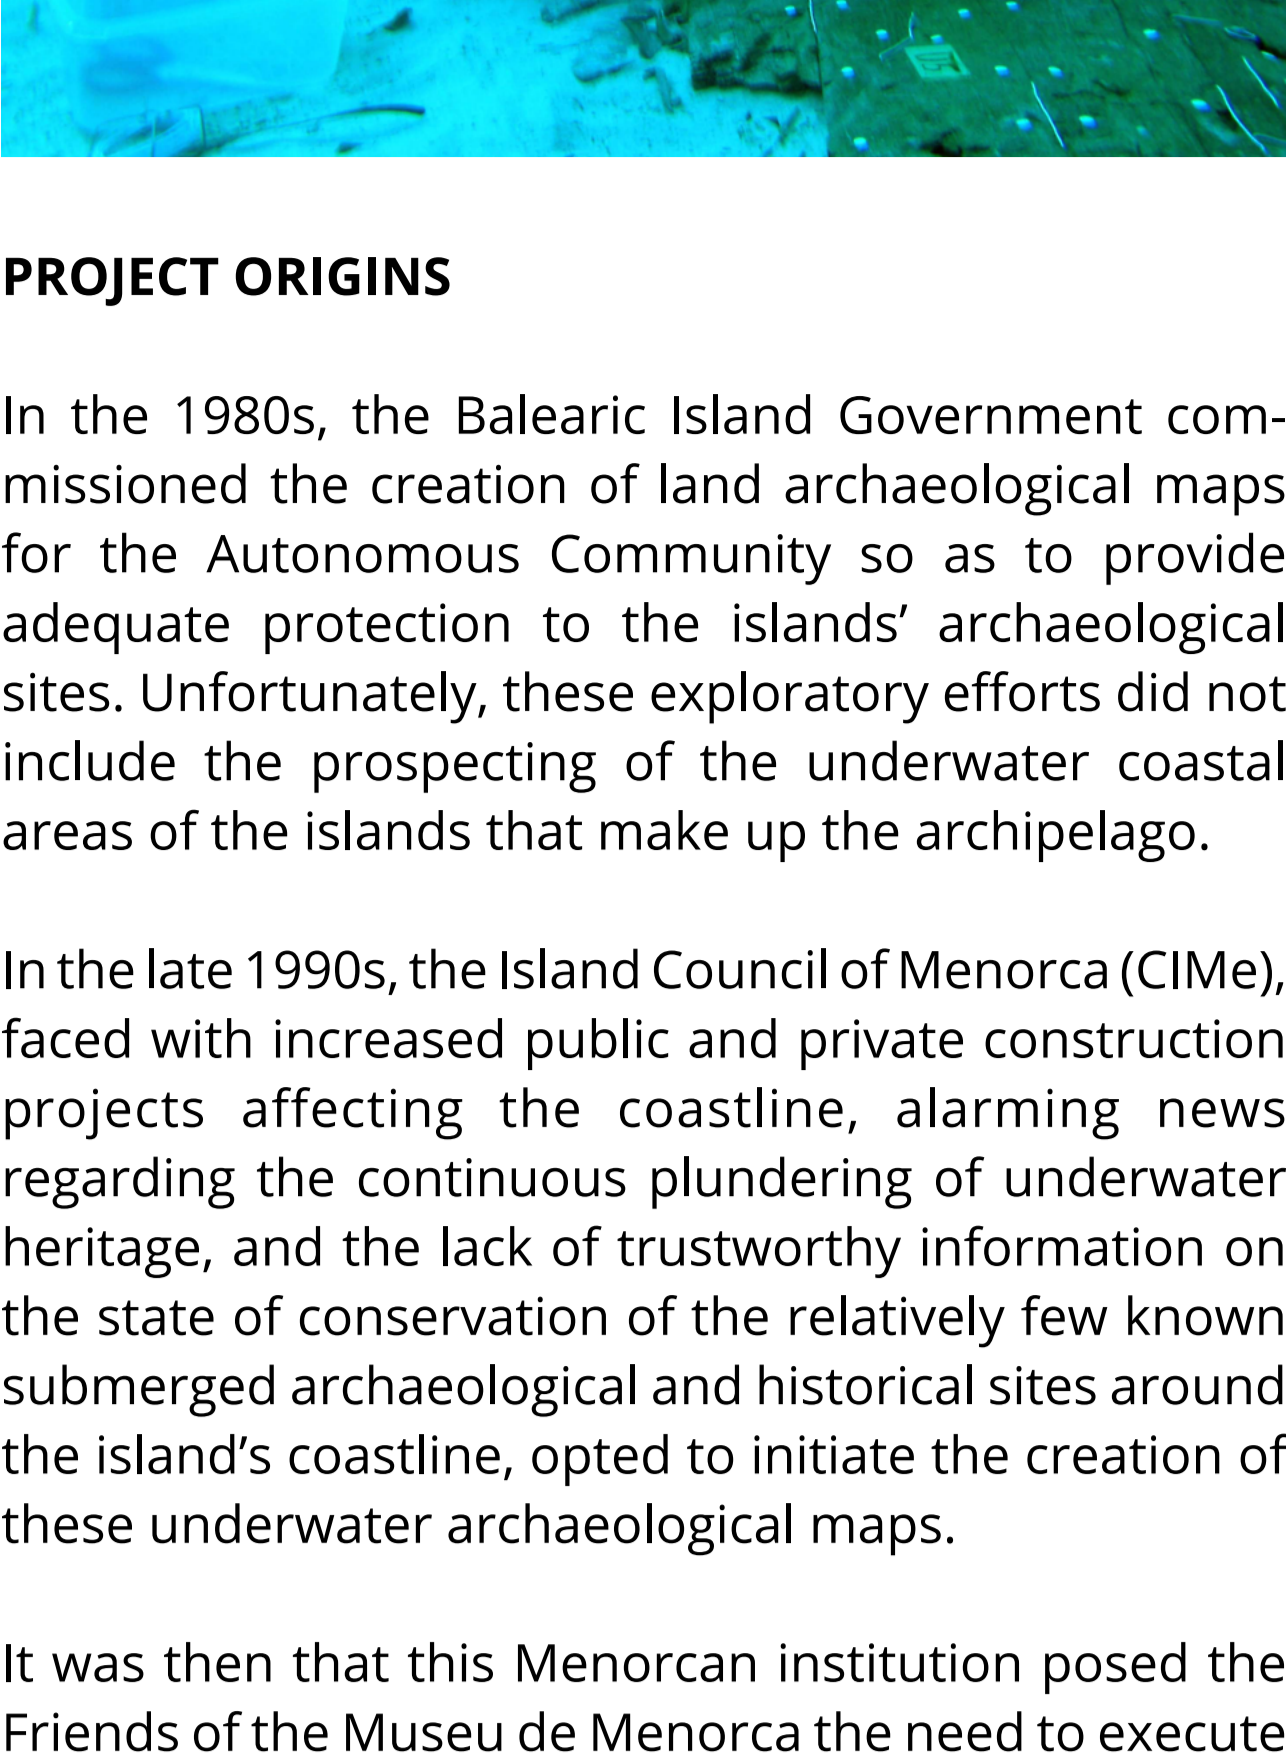 PROJECT ORIGINS
In the 1980s, the Balearic Island Government com-
missioned the creation of land archaeological maps
for the Autonomous Community so as to provide
adequate protection to the islands’ archaeological
sites. Unfortunately, these exploratory efforts did not
include the prospecting of the underwater coastal
areas of the islands that make up the archipelago.
In the late 1990s, the Island Council of Menorca (CIMe),
faced with increased public and private construction
projects affecting the coastline, alarming news
regarding the continuous plundering of underwater
heritage, and the lack of trustworthy information on
the state of conservation of the relatively few known
submerged archaeological and historical sites around
the island’s coastline, opted to initiate the creation of
these underwater archaeological maps.
It was then that this Menorcan institution posed the
Friends of the Museu de Menorca the need to execute